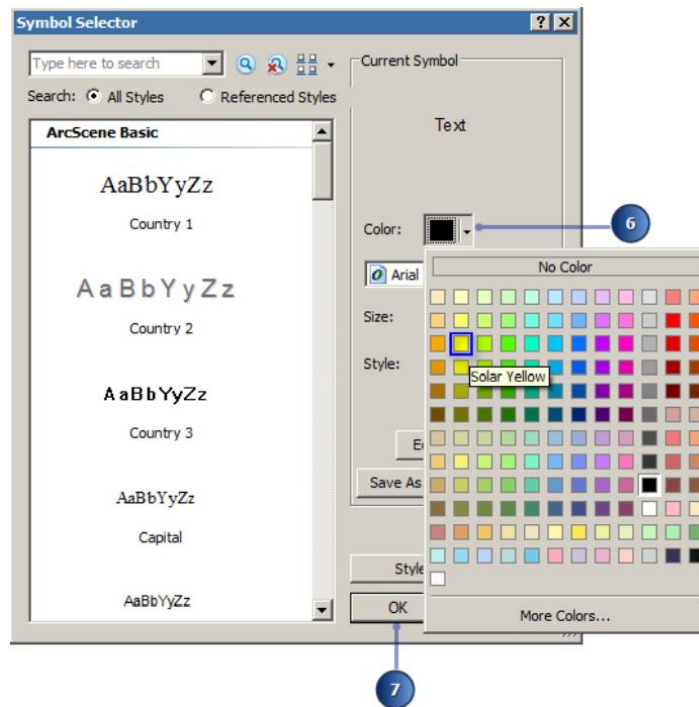 Symbol Selector
Type here to search
Search: All Styles Referenced Styles
ArcScene Basic
AaBbYyZz
Country 1
AaBbYyZz
Country 2
AaBbYyZz
Country 3
AaBbYyZz
Capital
AaBbYyZz
Current Symbol
Text
Color:
6
No Color
Arial
Size:
Solar Yellow
Style:
E
Save As
Style
OK
More Colors...
7